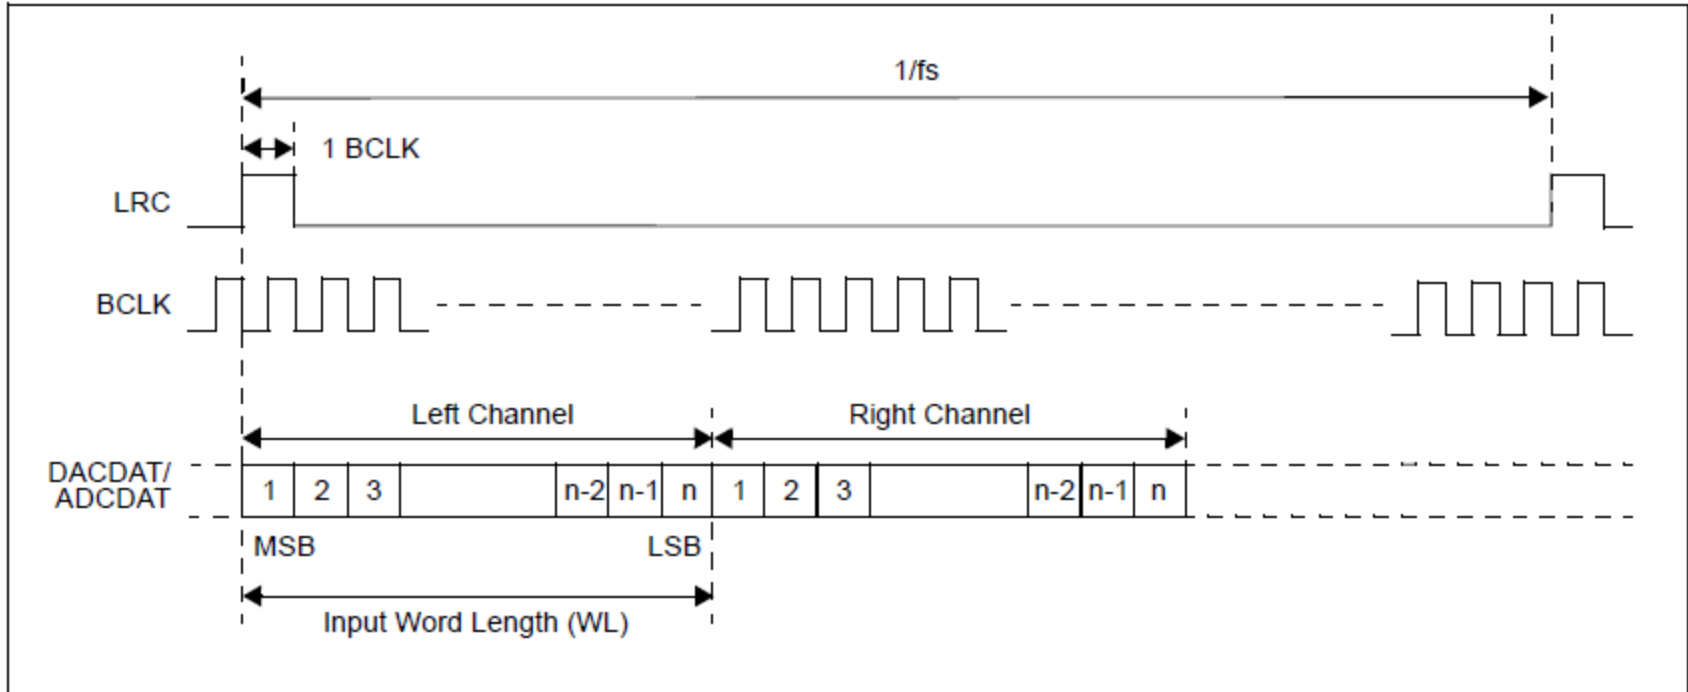 1/fs
1 BCLK
LRC
BCLK
Left Channel
Right Channel
DACDAT/
ADCDAT
1 2 3 n-2 n-1 n 1 2 3 n-2 n-1 n
MSB
LSB
Input Word Length (WL)